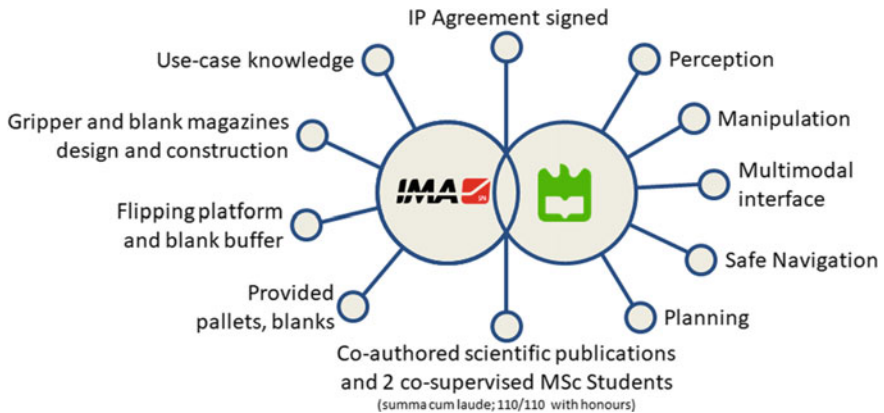 IP Agreement signed
Use-case knowledge
Perception
Gripper and blank magazines
design and construction
Manipulation
IMA
SPA
Multimodal
interface
Flipping platform
and blank buffer
Safe Navigation
Provided
pallets, blanks
Planning
Co-authored scientific publications
and 2 co-supervised MSc Students
(summa cum laude; 110/110 with honours)